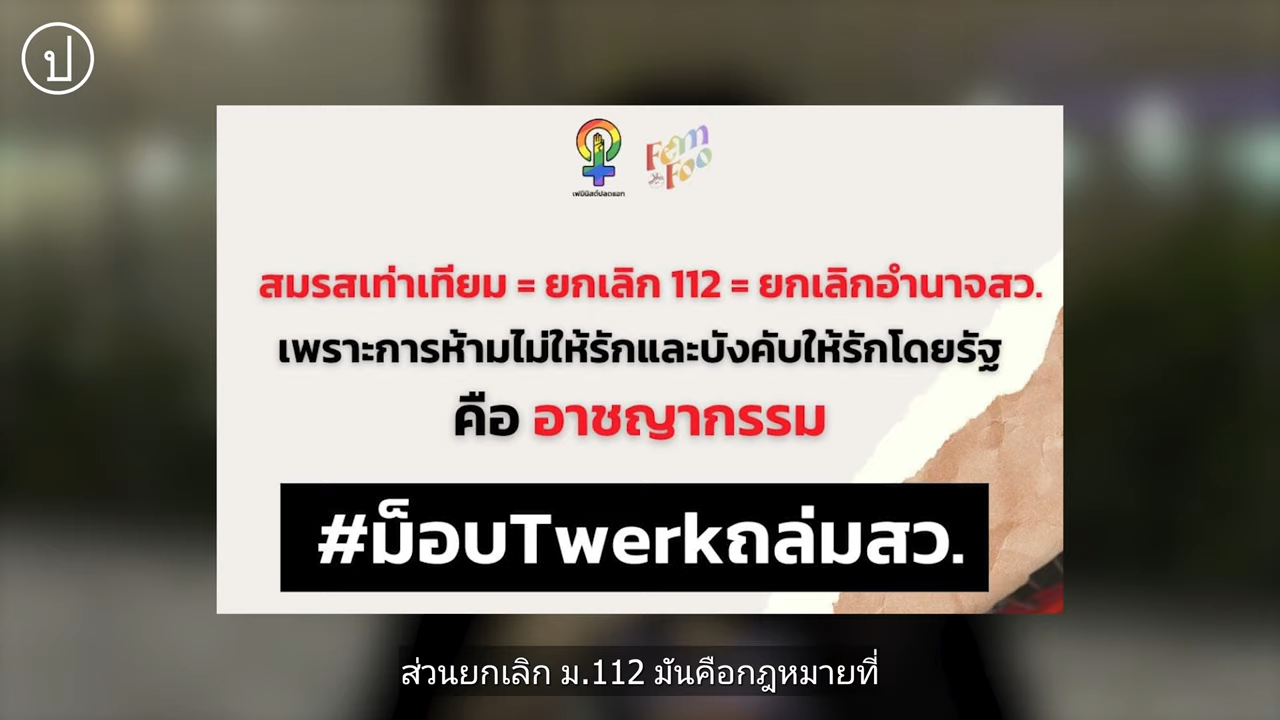 ป
เฟมินิสต์ปลดแอก
Fem
Foo
สมรสเท่าเทียม = ยกเลิก 112 = ยกเลิกอำนาจสว.
เพราะการห้ามไม่ให้รักและบังคับให้รักโดยรัฐ
คือ อาชญากรรม
#ม็อบTwerkถล่มสว.
ส่วนยกเลิก ม.112 มันคือกฎหมายที่